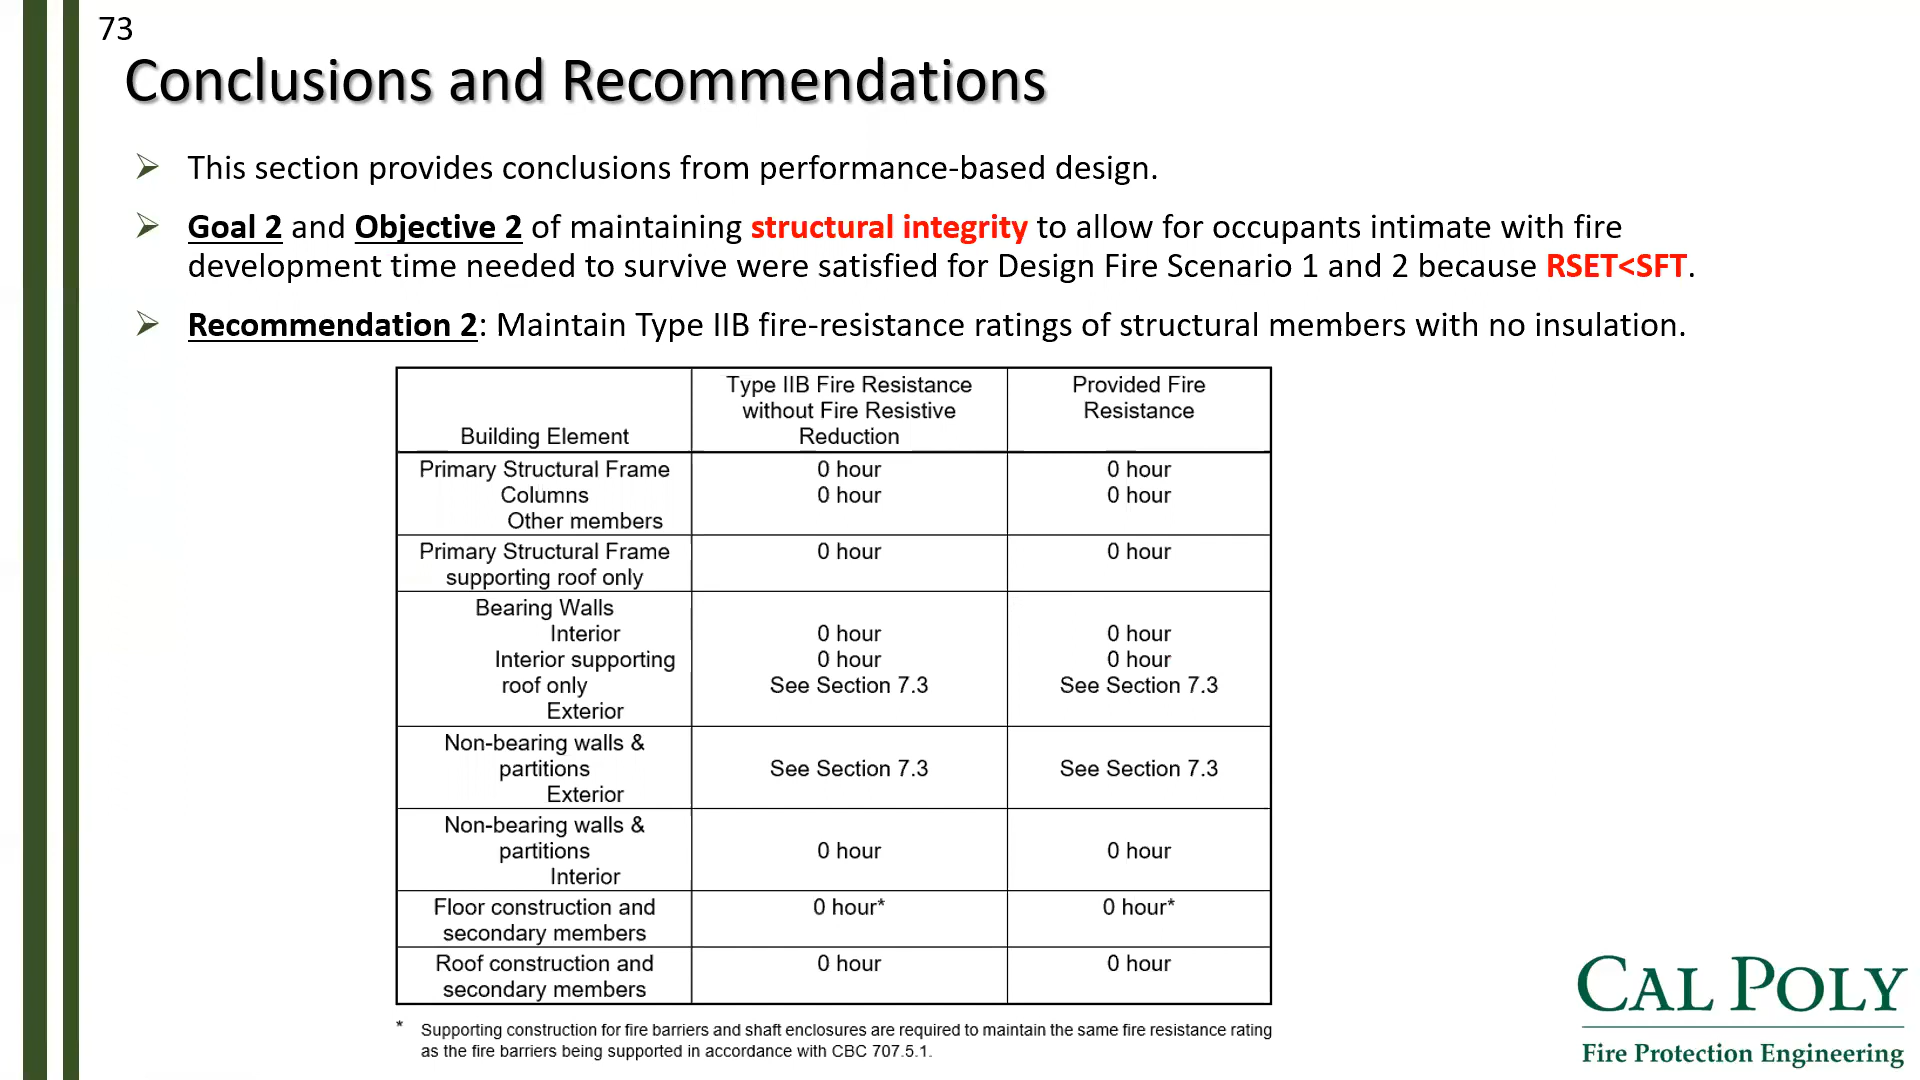 73
Conclusions and Recommendations
This section provides conclusions from performance-based design.
Goal 2 and Objective 2 of maintaining structural integrity to allow for occupants intimate with fire
development time needed to survive were satisfied for Design Fire Scenario 1 and 2 because RSET<SFT.
Recommendation 2: Maintain Type IIB fire-resistance ratings of structural members with no insulation.
Building Element
Type IIB Fire Resistance
without Fire Resistive
Reduction
Provided Fire
Resistance
Primary Structural Frame
Columns
Other members
0 hour
0 hour
0 hour
0 hour
Primary Structural Frame
supporting roof only
0 hour
0 hour
Bearing Walls
Interior
Interior supporting
roof only
Exterior
0 hour
0 hour
See Section 7.3
0 hour
0 hour
See Section 7.3
Non-bearing walls &
partitions
Exterior
See Section 7.3
See Section 7.3
Non-bearing walls &
partitions
Interior
0 hour
0 hour
Floor construction and
secondary members
0 hour*
0 hour*
Roof construction and
secondary members
0 hour
0 hour
* Supporting construction for fire barriers and shaft enclosures are required to maintain the same fire resistance rating
as the fire barriers being supported in accordance with CBC 707.5.1.
CAL POLY
Fire Protection Engineering